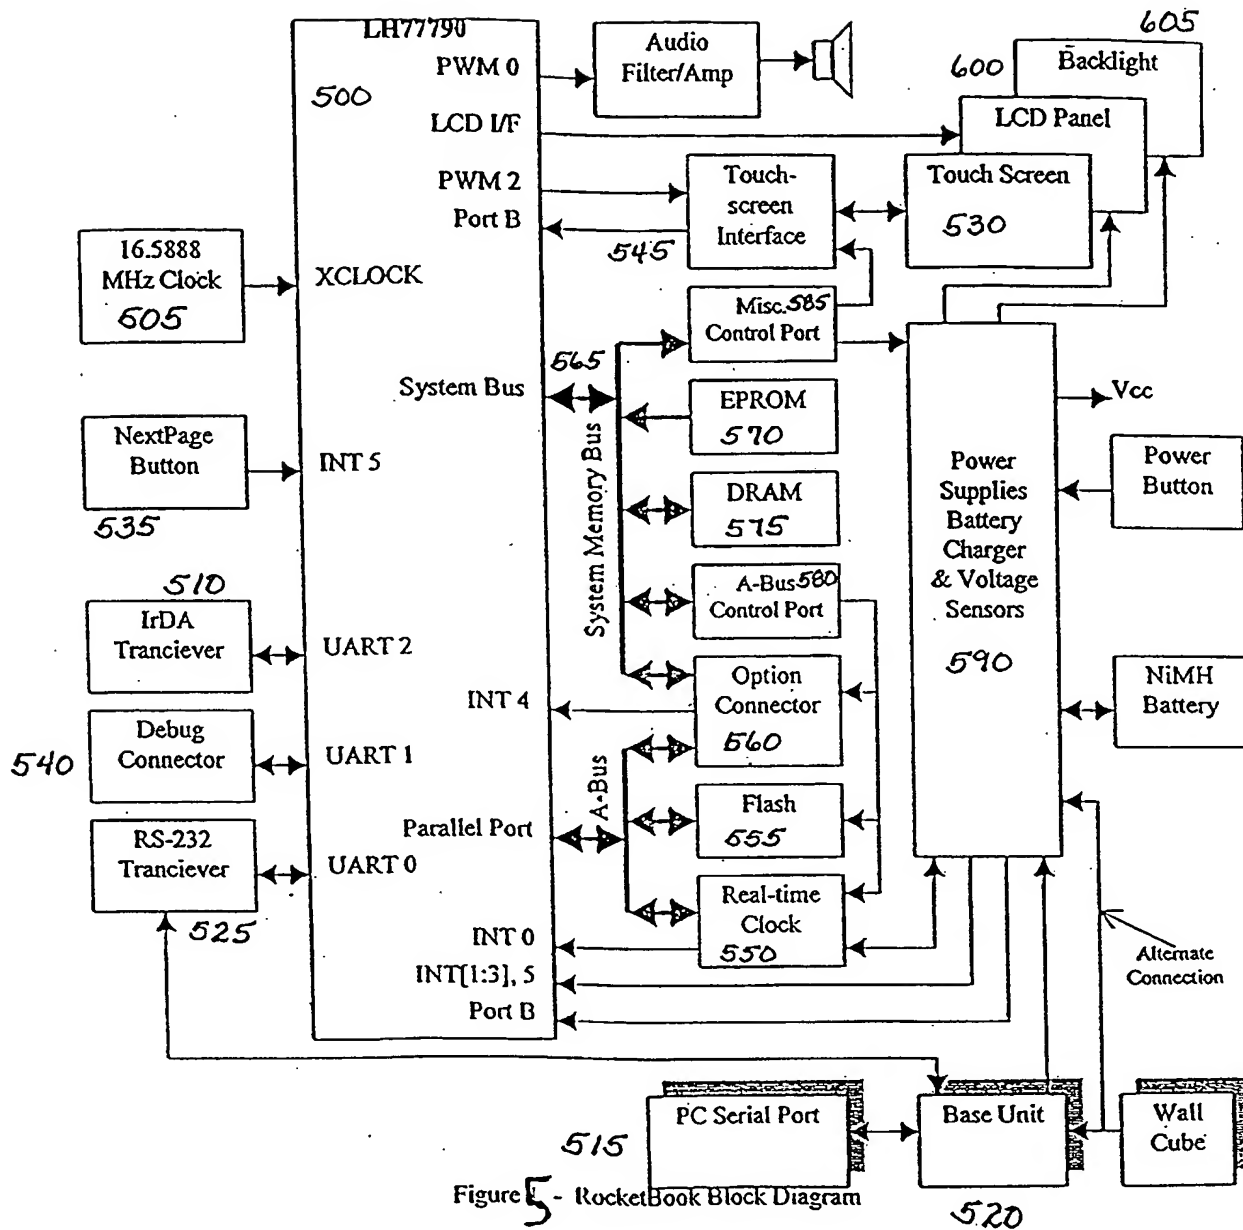 LH77790
500
PWM 0
LCD I/F
PWM 2
Port B
XCLOCK
System Bus
INT 5
UART 2
INT 4
UART 1
Parallel Port
UART 0
INT 0
INT[1:3], 5
Port B
Audio
Filter/Amp
605
Backlight
600
LCD Panel
Touch Screen
530
Touch-
screen
Interface
545
16.5888
MHz Clock
605
Misc. 585
Control Port
565
System Memory Bus
EPROM
570
DRAM
575
A-Bus 580
Control Port
Option
Connector
560
A-Bus
Flash
555
Real-time
Clock
550
NextPage
Button
535
510
IrDA
Tranciever
Debug
Connector
540
RS-232
Tranciever
525
Power
Supplies
Battery
Charger
& Voltage
Sensors
590
Vcc
Power
Button
NiMH
Battery
Alternate
Connection
PC Serial Port
515
Base Unit
520
Wall
Cube
Figure 5 - RocketBook Block Diagram